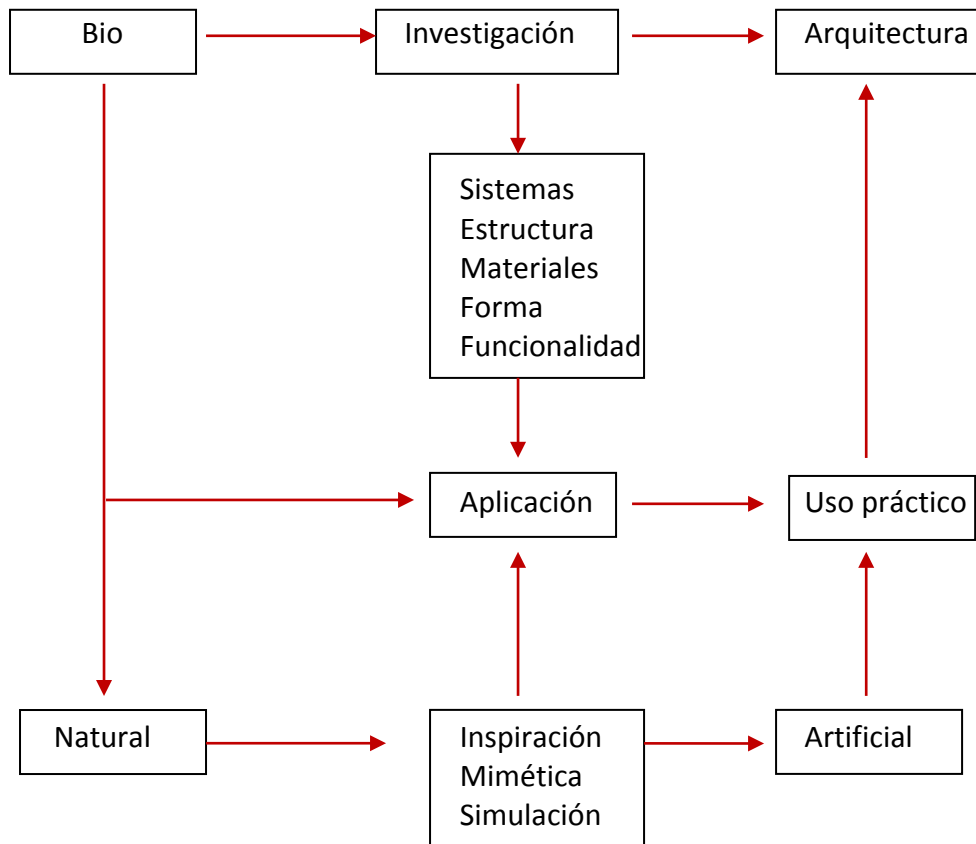 Bio
Investigación
Arquitectura
Sistemas
Estructura
Materiales
Forma
Funcionalidad
Aplicación
Uso práctico
Natural
Inspiración
Mimética
Simulación
Artificial